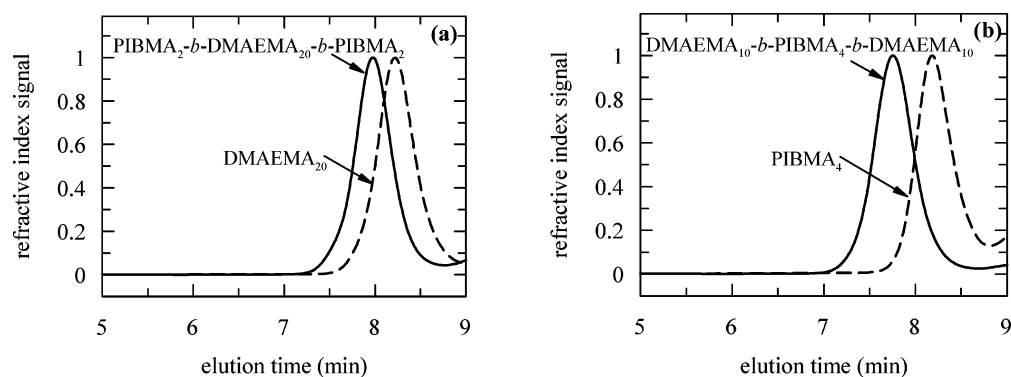 (a)
PIBMA₂-b-DMAEMA₂₀-b-PIBMA₂
DMAEMA₂₀
refractive index signal
1
0.8
0.6
0.4
0.2
0
5 6 7 8 9
elution time (min)
(b)
DMAEMA₁₀-b-PIBMA₄-b-DMAEMA₁₀
PIBMA₄
refractive index signal
1
0.8
0.6
0.4
0.2
0
5 6 7 8 9
elution time (min)